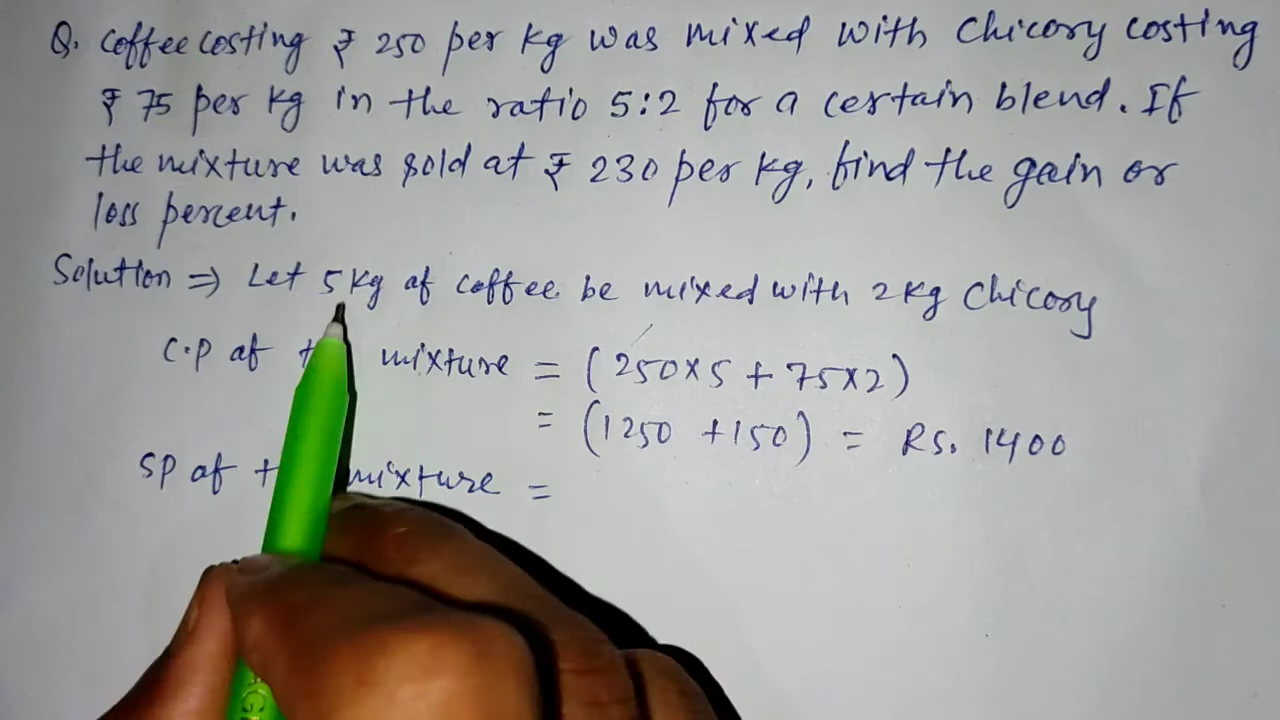 Q. Coffee costing ₹ 250 per kg was mixed with Chicory costing
₹ 75 per kg in the ratio 5:2 for a certain blend. If
the mixture was sold at ₹ 230 per kg, find the gain or
loss percent.
Solution ⇒ Let 5 kg of coffee be mixed with 2 kg Chicory
C.P of mixture = (250×5 + 75×2)
= (1250 + 150) = Rs. 1400
SP of mixture =